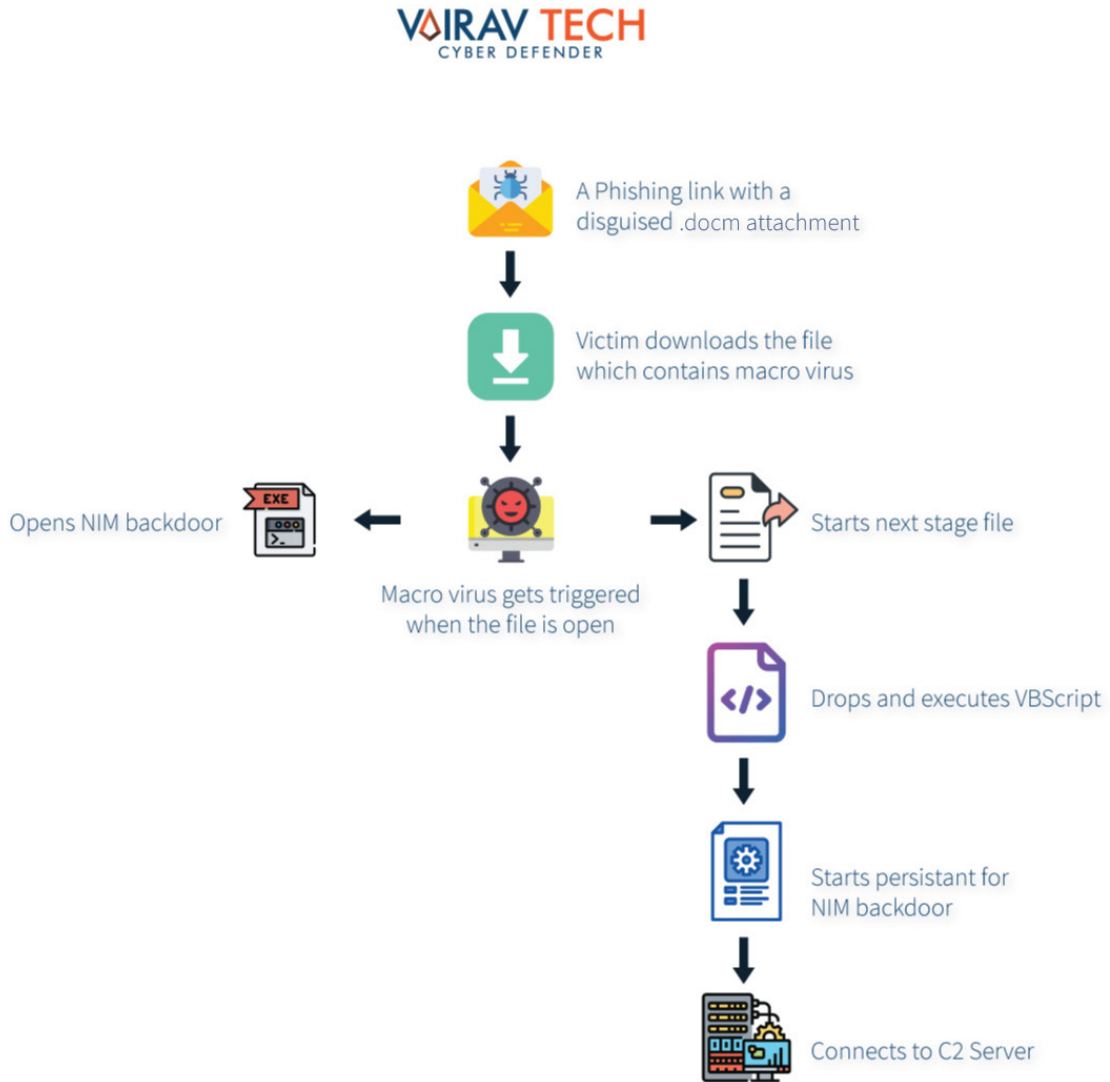 VAIRAV TECH
CYBER DEFENDER
A Phishing link with a
disguised .docm attachment
Victim downloads the file
which contains macro virus
Opens NIM backdoor
EXE
>_
Macro virus gets triggered
when the file is open
Starts next stage file
</>
Drops and executes VBScript
Starts persistant for
NIM backdoor
Connects to C2 Server